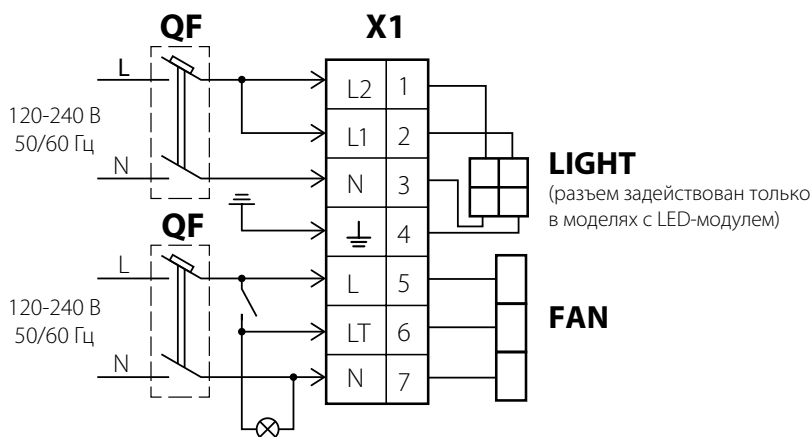 QF
X1
L
L2
1
120-240 В
50/60 Гц
L1
2
N
N
3
LIGHT
(разъем задействован только
в моделях с LED-модулем)
4
QF
L
L
5
120-240 В
50/60 Гц
LT
6
FAN
N
N
7